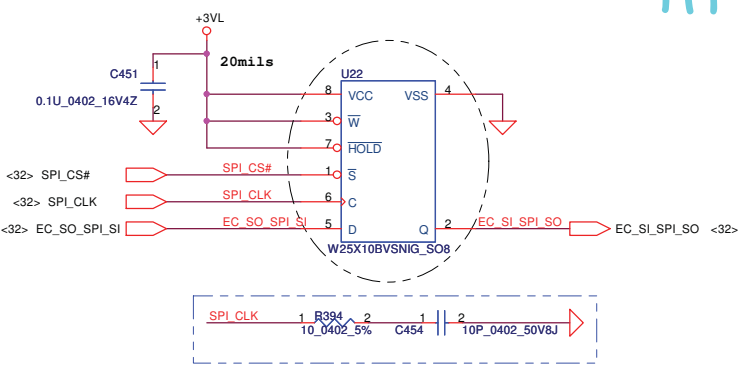 +3VL
20mils
C451
1
2
0.1U_0402_16V4Z
U22
8 VCC VSS 4
3 W
7 HOLD
<32> SPI_CS# SPI_CS# 1 S
<32> SPI_CLK SPI_CLK 6 C
<32> EC_SO_SPI_SI EC_SO_SPI_SI 5 D Q 2 EC_SI_SPI_SO EC_SI_SPI_SO <32>
W25X10BVSNIG_SO8
SPI_CLK 1 R394 2 1 2
10_0402_5% C454 10P_0402_50V8J